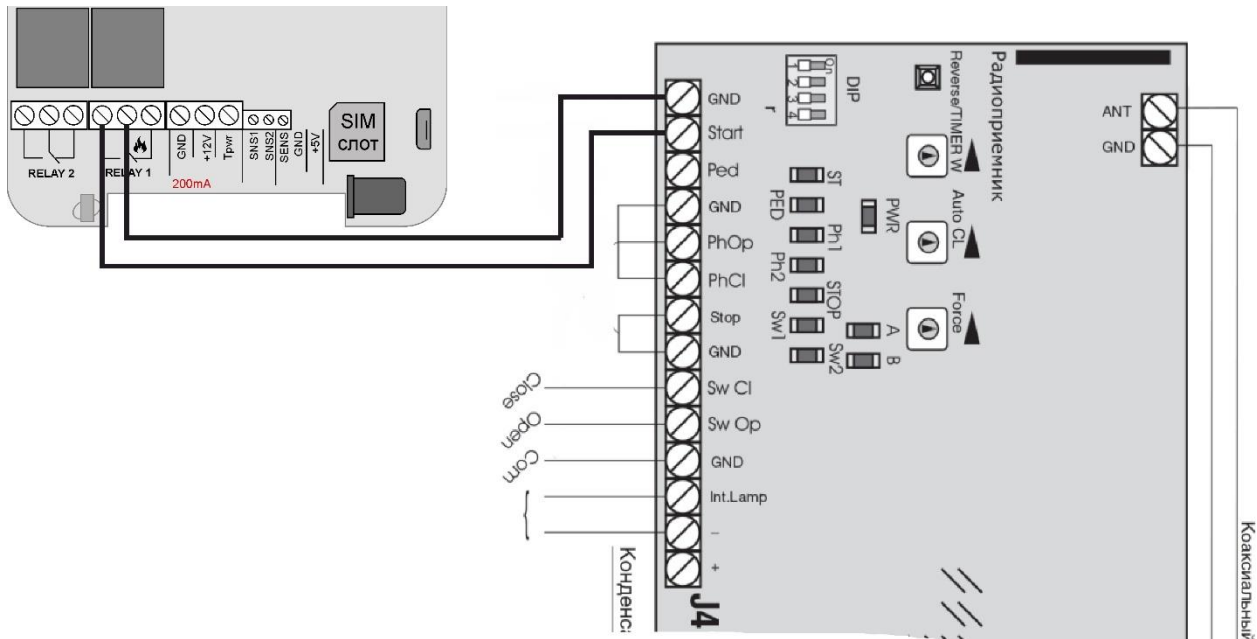 RELAY 2
RELAY 1
GND
+12V
Tpwr
200mA
SNS1
SNS2
SENS
GND
+5V
SIM
слот
GND
Start
Ped
GND
PhOp
PhCl
Stop
GND
Sw Cl
Sw Op
GND
Int.Lamp
–
+
J4
Close
Open
Com
Конденса
1
2
3
4
On
DIP
r
ST
PED
Ph1
Ph2
STOP
Sw1
Sw2
PWR
A
B
Reverse/TIMER W
Auto CL
Force
Радиоприемник
ANT
GND
Коаксиальный